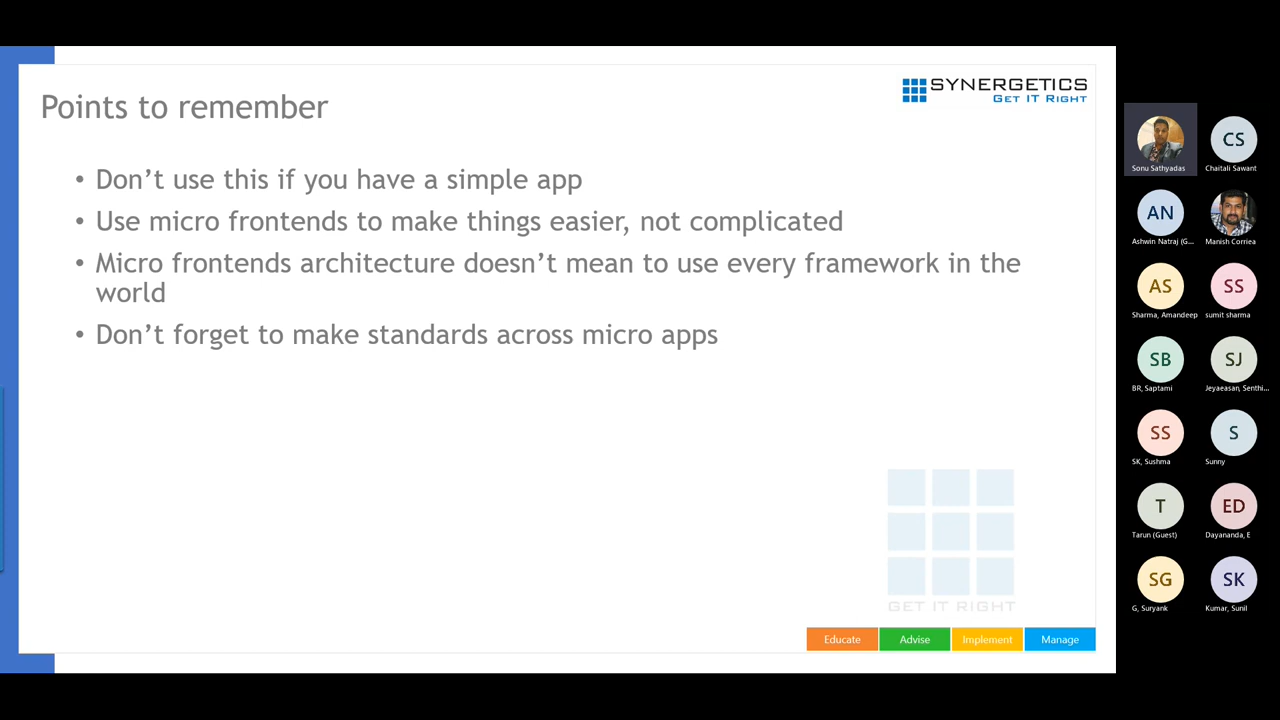 SYNERGETICS
GET IT RIGHT
Points to remember
• Don’t use this if you have a simple app
• Use micro frontends to make things easier, not complicated
• Micro frontends architecture doesn’t mean to use every framework in the
world
• Don’t forget to make standards across micro apps
GET IT RIGHT
Educate
Advise
Implement
Manage
Sonu Sathyadas
CS
Chaitali Sawant
AN
Ashwin Natraj (G...
Manish Corriea
AS
Sharma, Amandeep
SS
sumit sharma
SB
BR, Saptami
SJ
Jeyaeasan, Senthi...
SS
SK, Sushma
S
Sunny
T
Tarun (Guest)
ED
Dayananda, E
SG
G, Suryank
SK
Kumar, Sunil